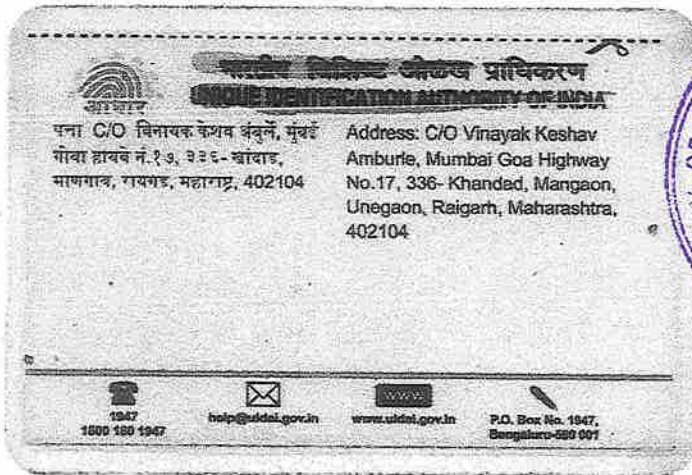 भारतीय विशिष्ट ओळख प्राधिकरण
UNIQUE IDENTIFICATION AUTHORITY OF INDIA
आधार
पत्ता C/O विनायक केशव अंबुर्ले, मुंबई
गोवा हायवे नं.१७, ३३६- खांदाड,
माणगाव, रायगड, महाराष्ट्र, 402104
Address: C/O Vinayak Keshav
Amburle, Mumbai Goa Highway
No.17, 336- Khandad, Mangaon,
Unegaon, Raigarh, Maharashtra,
402104
1947
1800 180 1947
help@uidai.gov.in
www
www.uidai.gov.in
P.O. Box No. 1947,
Bengaluru-560 001